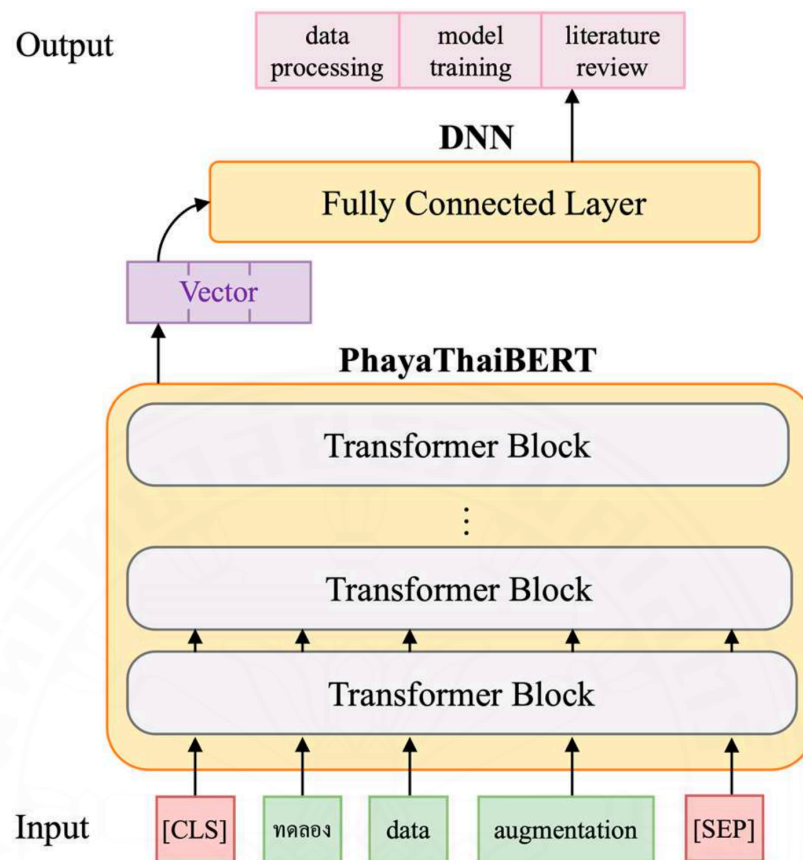 Output
data processing
model training
literature review
DNN
Fully Connected Layer
Vector
PhayaThaiBERT
Transformer Block
⋮
Transformer Block
Transformer Block
Input
[CLS]
ทดลอง
data
augmentation
[SEP]